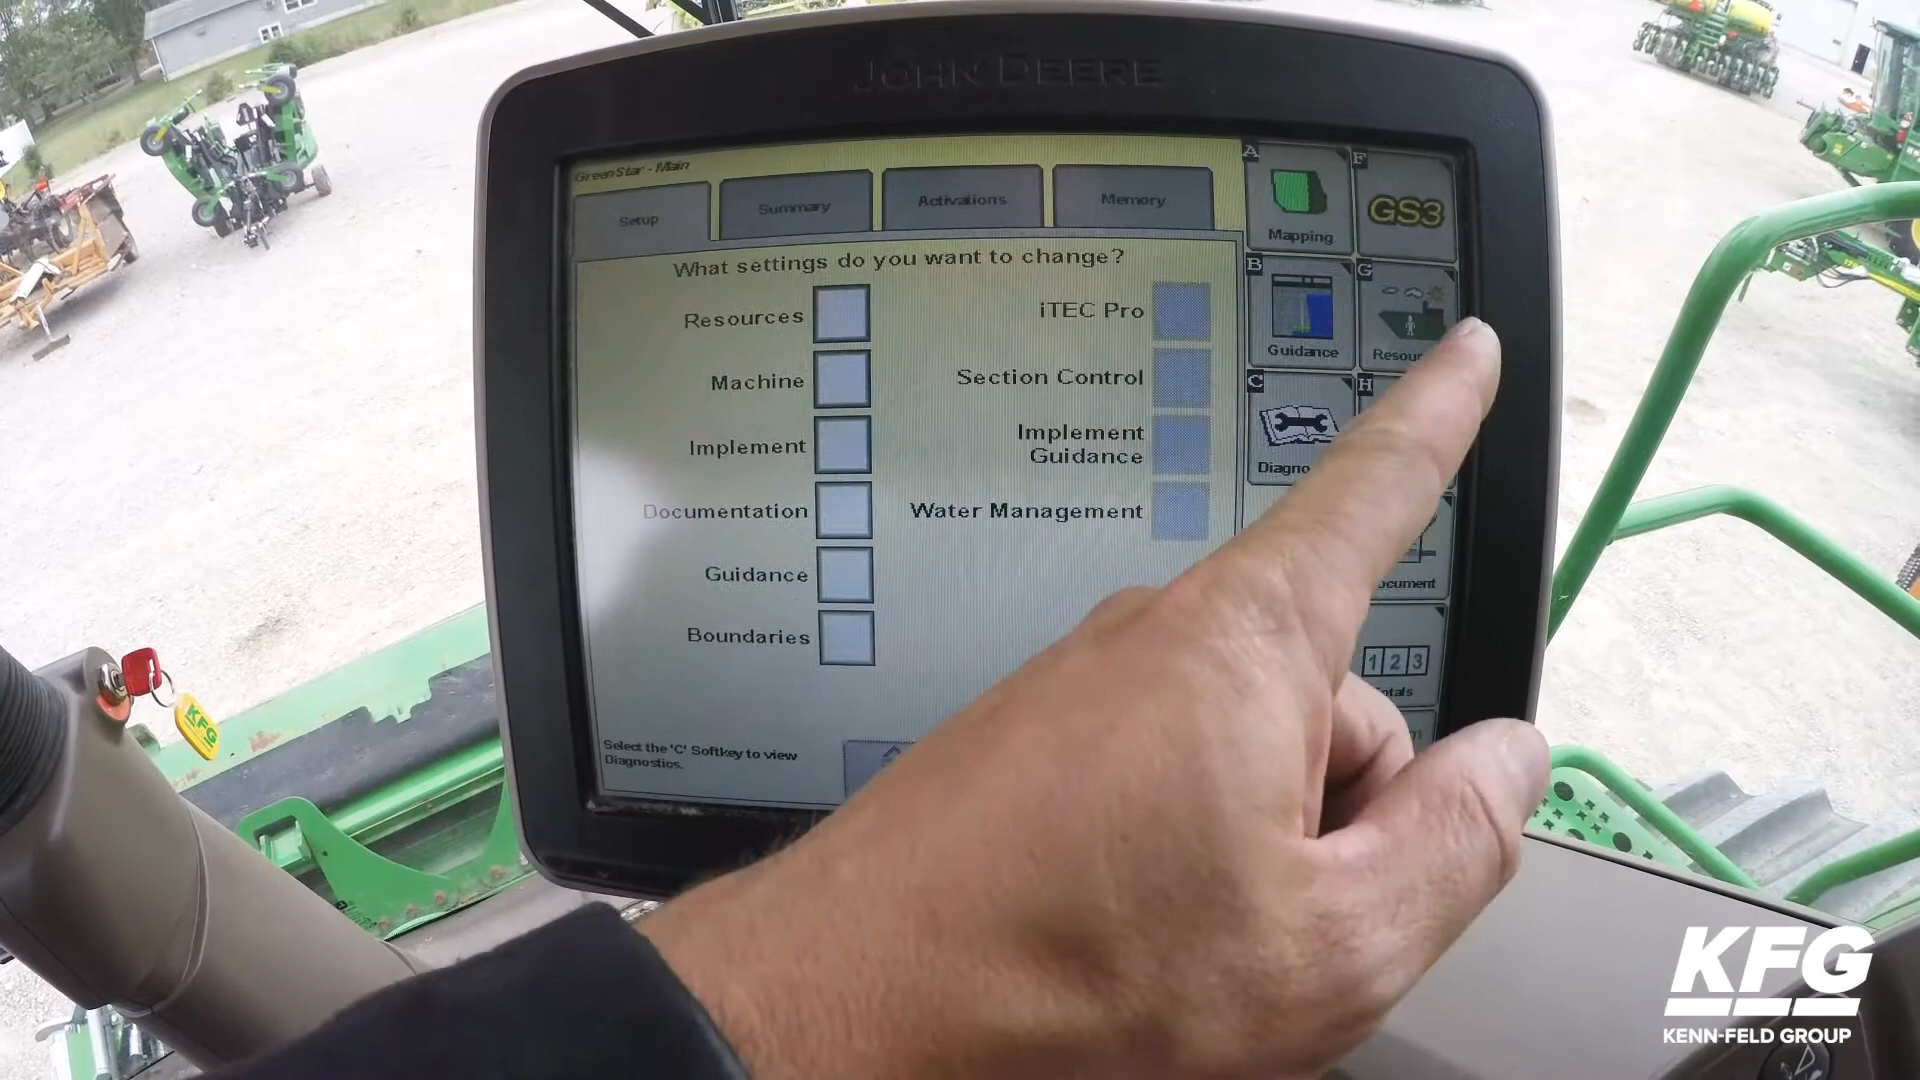 JOHN DEERE
GreenStar - Main
Setup
Summary
Activations
Memory
What settings do you want to change?
Resources
Machine
Implement
Documentation
Guidance
Boundaries
iTEC Pro
Section Control
Implement
Guidance
Water Management
Select the 'C' Softkey to view
Diagnostics.
A
Mapping
F
GS3
B
Guidance
G
Resou
C
Diagno
H
ocument
1 2 3
otals
KFG
KFG
KENN-FELD GROUP